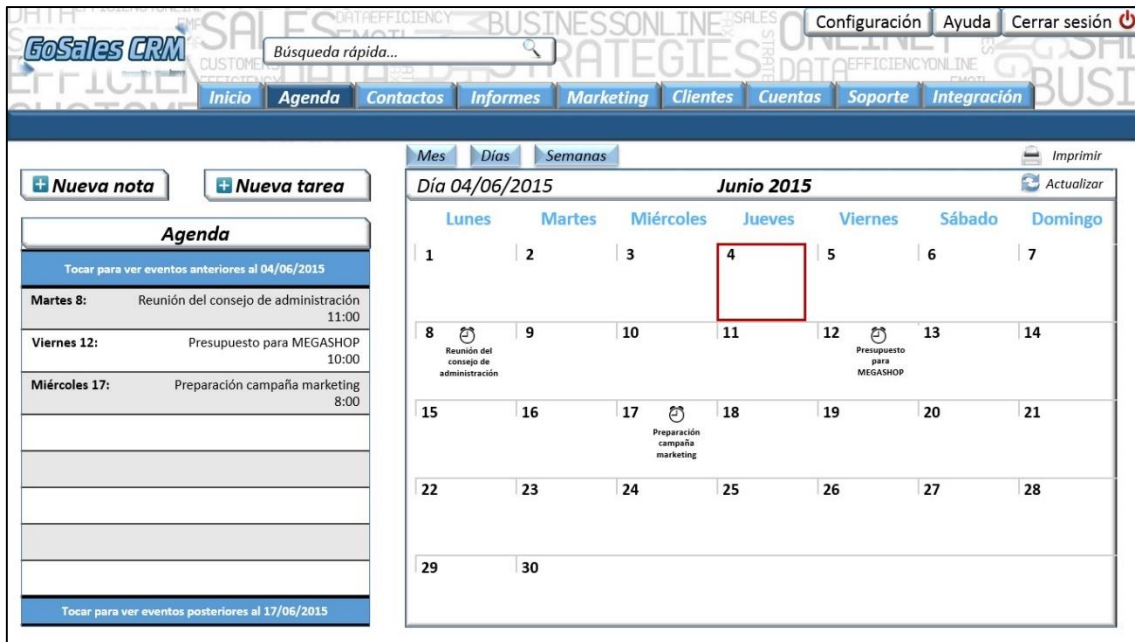 GoSales CRM
Búsqueda rápida...
Configuración
Ayuda
Cerrar sesión
Inicio
Agenda
Contactos
Informes
Marketing
Clientes
Cuentas
Soporte
Integración
Nueva nota
Nueva tarea
Agenda
Tocar para ver eventos anteriores al 04/06/2015
Martes 8: Reunión del consejo de administración
11:00
Viernes 12: Presupuesto para MEGASHOP
10:00
Miércoles 17: Preparación campaña marketing
8:00
Tocar para ver eventos posteriores al 17/06/2015
Mes
Días
Semanas
Imprimir
Día 04/06/2015
Junio 2015
Actualizar
Lunes Martes Miércoles Jueves Viernes Sábado Domingo
1 2 3 4 5 6 7
8 9 10 11 12 13 14
Reunión del
consejo de
administración
Presupuesto
para
MEGASHOP
15 16 17 18 19 20 21
Preparación
campaña
marketing
22 23 24 25 26 27 28
29 30